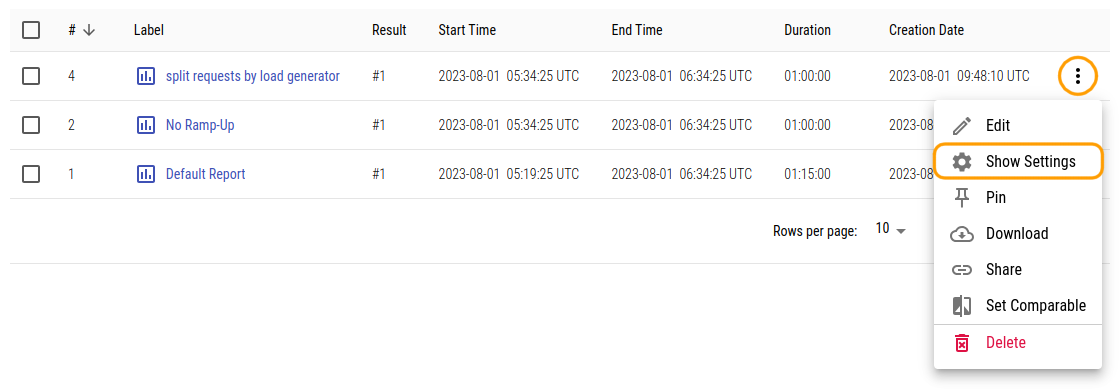 # Label Result Start Time End Time Duration Creation Date
4 split requests by load generator #1 2023-08-01 05:34:25 UTC 2023-08-01 06:34:25 UTC 01:00:00 2023-08-01 09:48:10 UTC
2 No Ramp-Up #1 2023-08-01 05:34:25 UTC 2023-08-01 06:34:25 UTC 01:00:00 2023-08
1 Default Report #1 2023-08-01 05:19:25 UTC 2023-08-01 06:34:25 UTC 01:15:00 2023-08
Rows per page: 10
Edit
Show Settings
Pin
Download
Share
Set Comparable
Delete